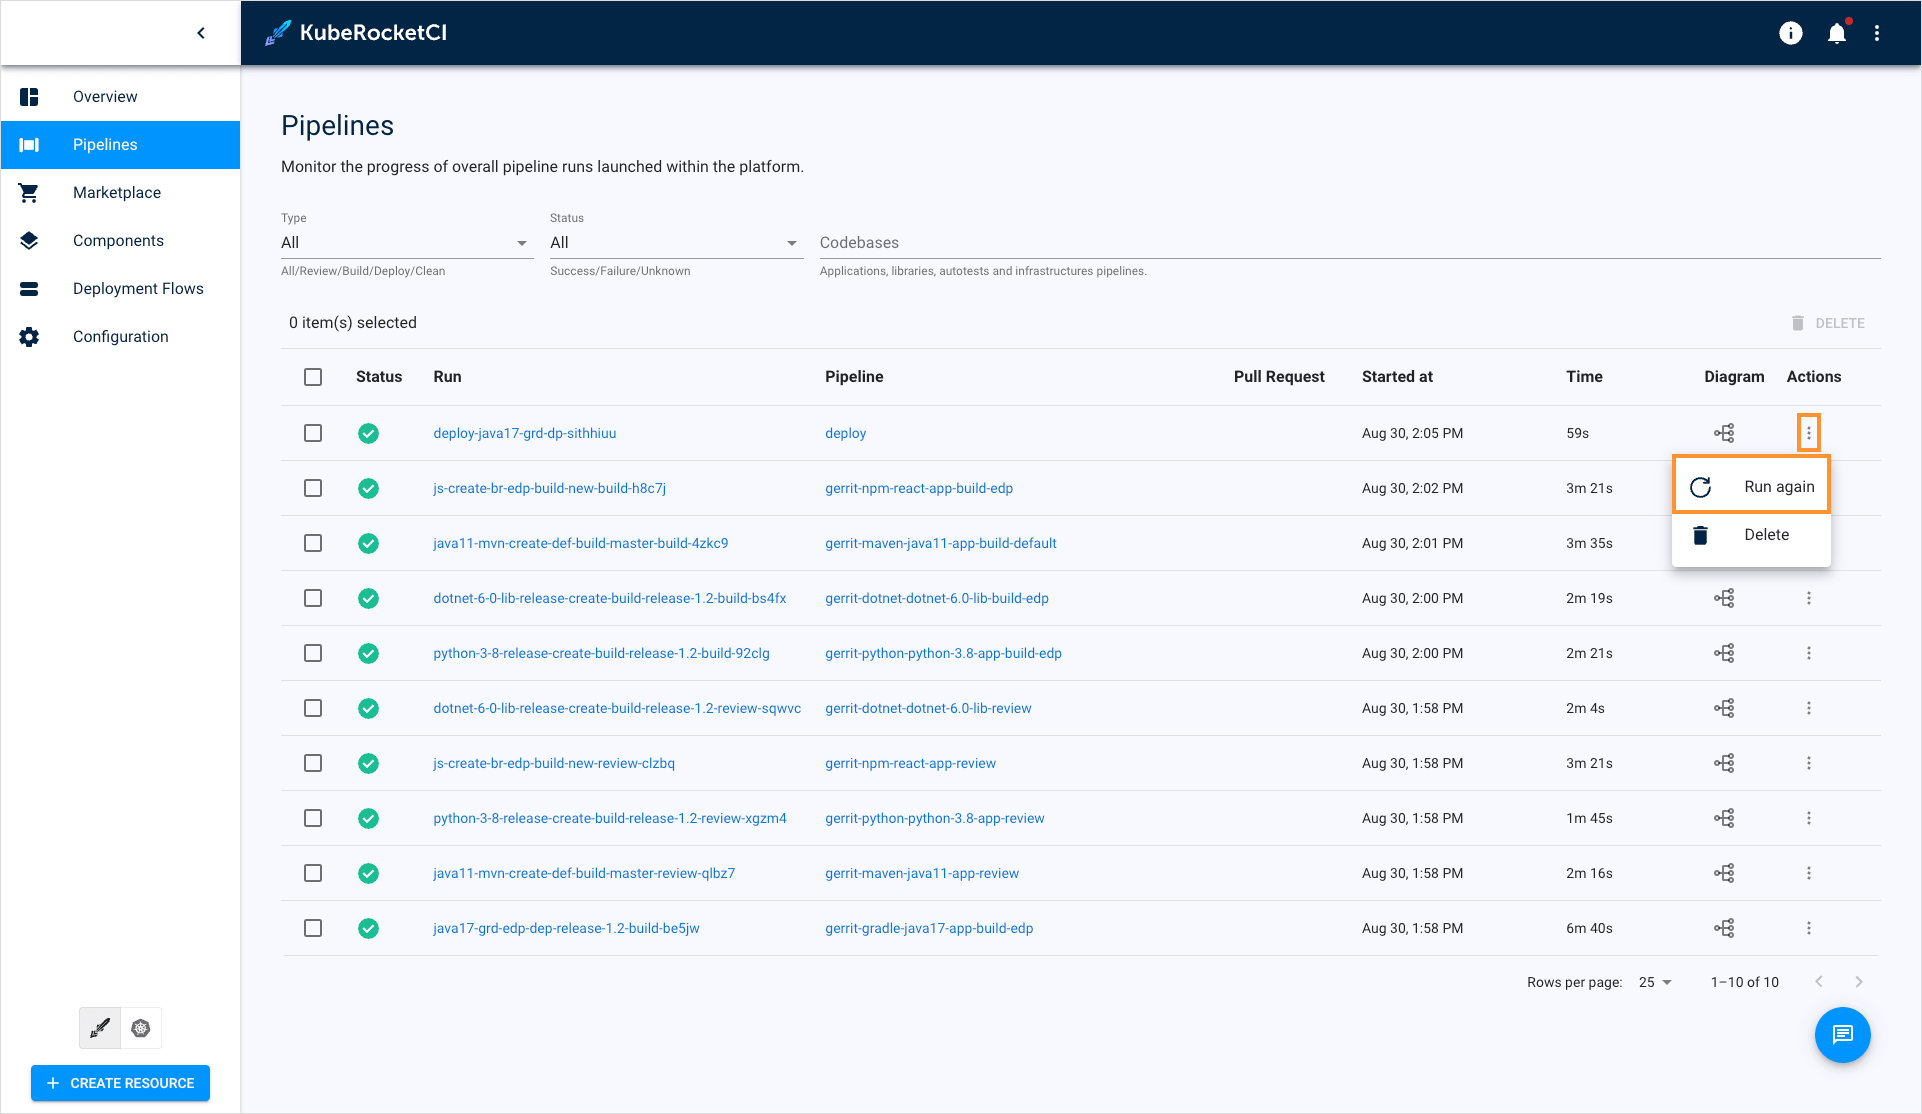 KubeRocketCI
Overview
Pipelines
Marketplace
Components
Deployment Flows
Configuration
CREATE RESOURCE
Pipelines
Monitor the progress of overall pipeline runs launched within the platform.
Type Status
All All Codebases
All/Review/Build/Deploy/Clean Success/Failure/Unknown Applications, libraries, autotests and infrastructures pipelines.
0 item(s) selected DELETE
Status Run Pipeline Pull Request Started at Time Diagram Actions
deploy-java17-grd-dp-sithhiuu deploy Aug 30, 2:05 PM 59s
js-create-br-edp-build-new-build-h8c7j gerrit-npm-react-app-build-edp Aug 30, 2:02 PM 3m 21s
Run again
java11-mvn-create-def-build-master-build-4zkc9 gerrit-maven-java11-app-build-default Aug 30, 2:01 PM 3m 35s
Delete
dotnet-6-0-lib-release-create-build-release-1.2-build-bs4fx gerrit-dotnet-dotnet-6.0-lib-build-edp Aug 30, 2:00 PM 2m 19s
python-3-8-release-create-build-release-1.2-build-92clg gerrit-python-python-3.8-app-build-edp Aug 30, 2:00 PM 2m 21s
dotnet-6-0-lib-release-create-build-release-1.2-review-sqwvc gerrit-dotnet-dotnet-6.0-lib-review Aug 30, 1:58 PM 2m 4s
js-create-br-edp-build-new-review-clzbq gerrit-npm-react-app-review Aug 30, 1:58 PM 3m 21s
python-3-8-release-create-build-release-1.2-review-xgzm4 gerrit-python-python-3.8-app-review Aug 30, 1:58 PM 1m 45s
java11-mvn-create-def-build-master-review-qlbz7 gerrit-maven-java11-app-review Aug 30, 1:58 PM 2m 16s
java17-grd-edp-dep-release-1.2-build-be5jw gerrit-gradle-java17-app-build-edp Aug 30, 1:58 PM 6m 40s
Rows per page: 25 1–10 of 10